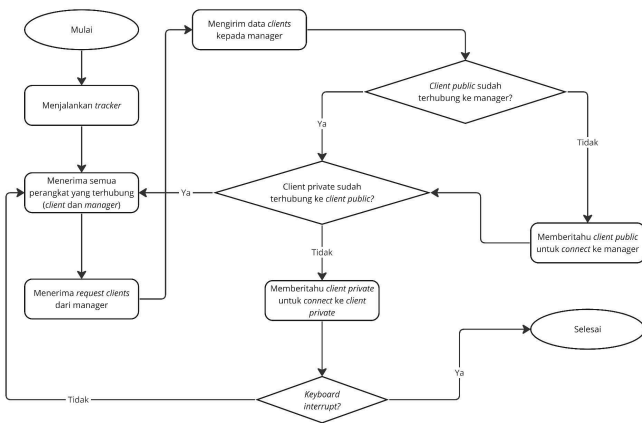 Mulai
Menjalankan tracker
Menerima semua
perangkat yang terhubung
(client dan manager)
Menerima request clients
dari manager
Mengirim data clients
kepada manager
Client public sudah
terhubung ke manager?
Ya
Tidak
Memberitahu client public
untuk connect ke manager
Client private sudah
terhubung ke client public?
Ya
Tidak
Memberitahu client private
untuk connect ke client
private
Keyboard
interrupt?
Tidak
Ya
Selesai